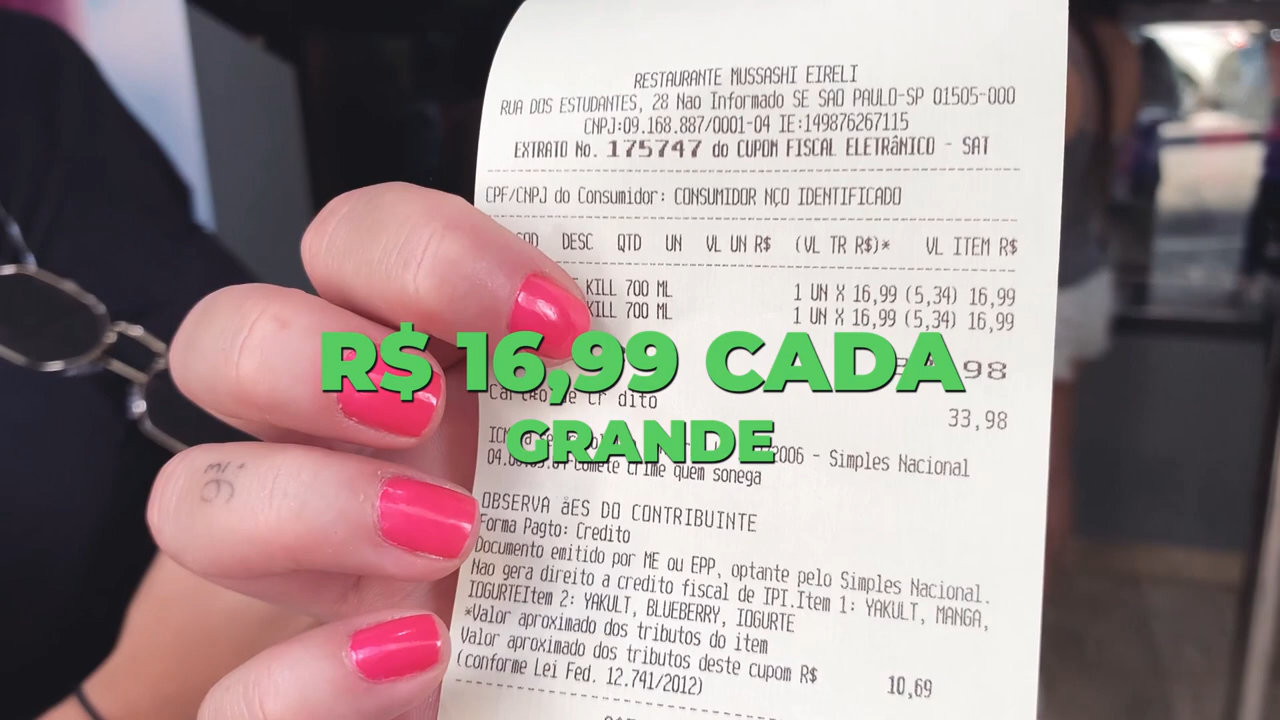 RESTAURANTE MUSSASHI EIRELI
RUA DOS ESTUDANTES, 28 Nao Informado SE SAO PAULO-SP 01505-000
CNPJ:09.168.887/0001-04 IE:149876267115
EXTRATO No. 175747 do CUPOM FISCAL ELETRâNICO - SAT
CPF/CNPJ do Consumidor: CONSUMIDOR NÇO IDENTIFICADO
DESC QTD UN VL UN R$ (VL TR R$)* VL ITEM R$
KILL 700 ML 1 UN X 16,99 (5,34) 16,99
KILL 700 ML 1 UN X 16,99 (5,34) 16,99
R$ 16,99 CADA
dito 33,98
GRANDE
- Simples Nacional
crime quem sonega
OBSERVA åES DO CONTRIBUINTE
Forma Pagto: Credito
Documento emitido por ME ou EPP, optante pelo Simples Nacional.
Nao gera direito a credito fiscal de IPI.Item 1: YAKULT, MANGA,
IOGURTEItem 2: YAKULT, BLUEBERRY, IOGURTE
*Valor aproximado dos tributos do item
Valor aproximado dos tributos deste cupom R$ 10,69
(conforme Lei Fed. 12.741/2012)